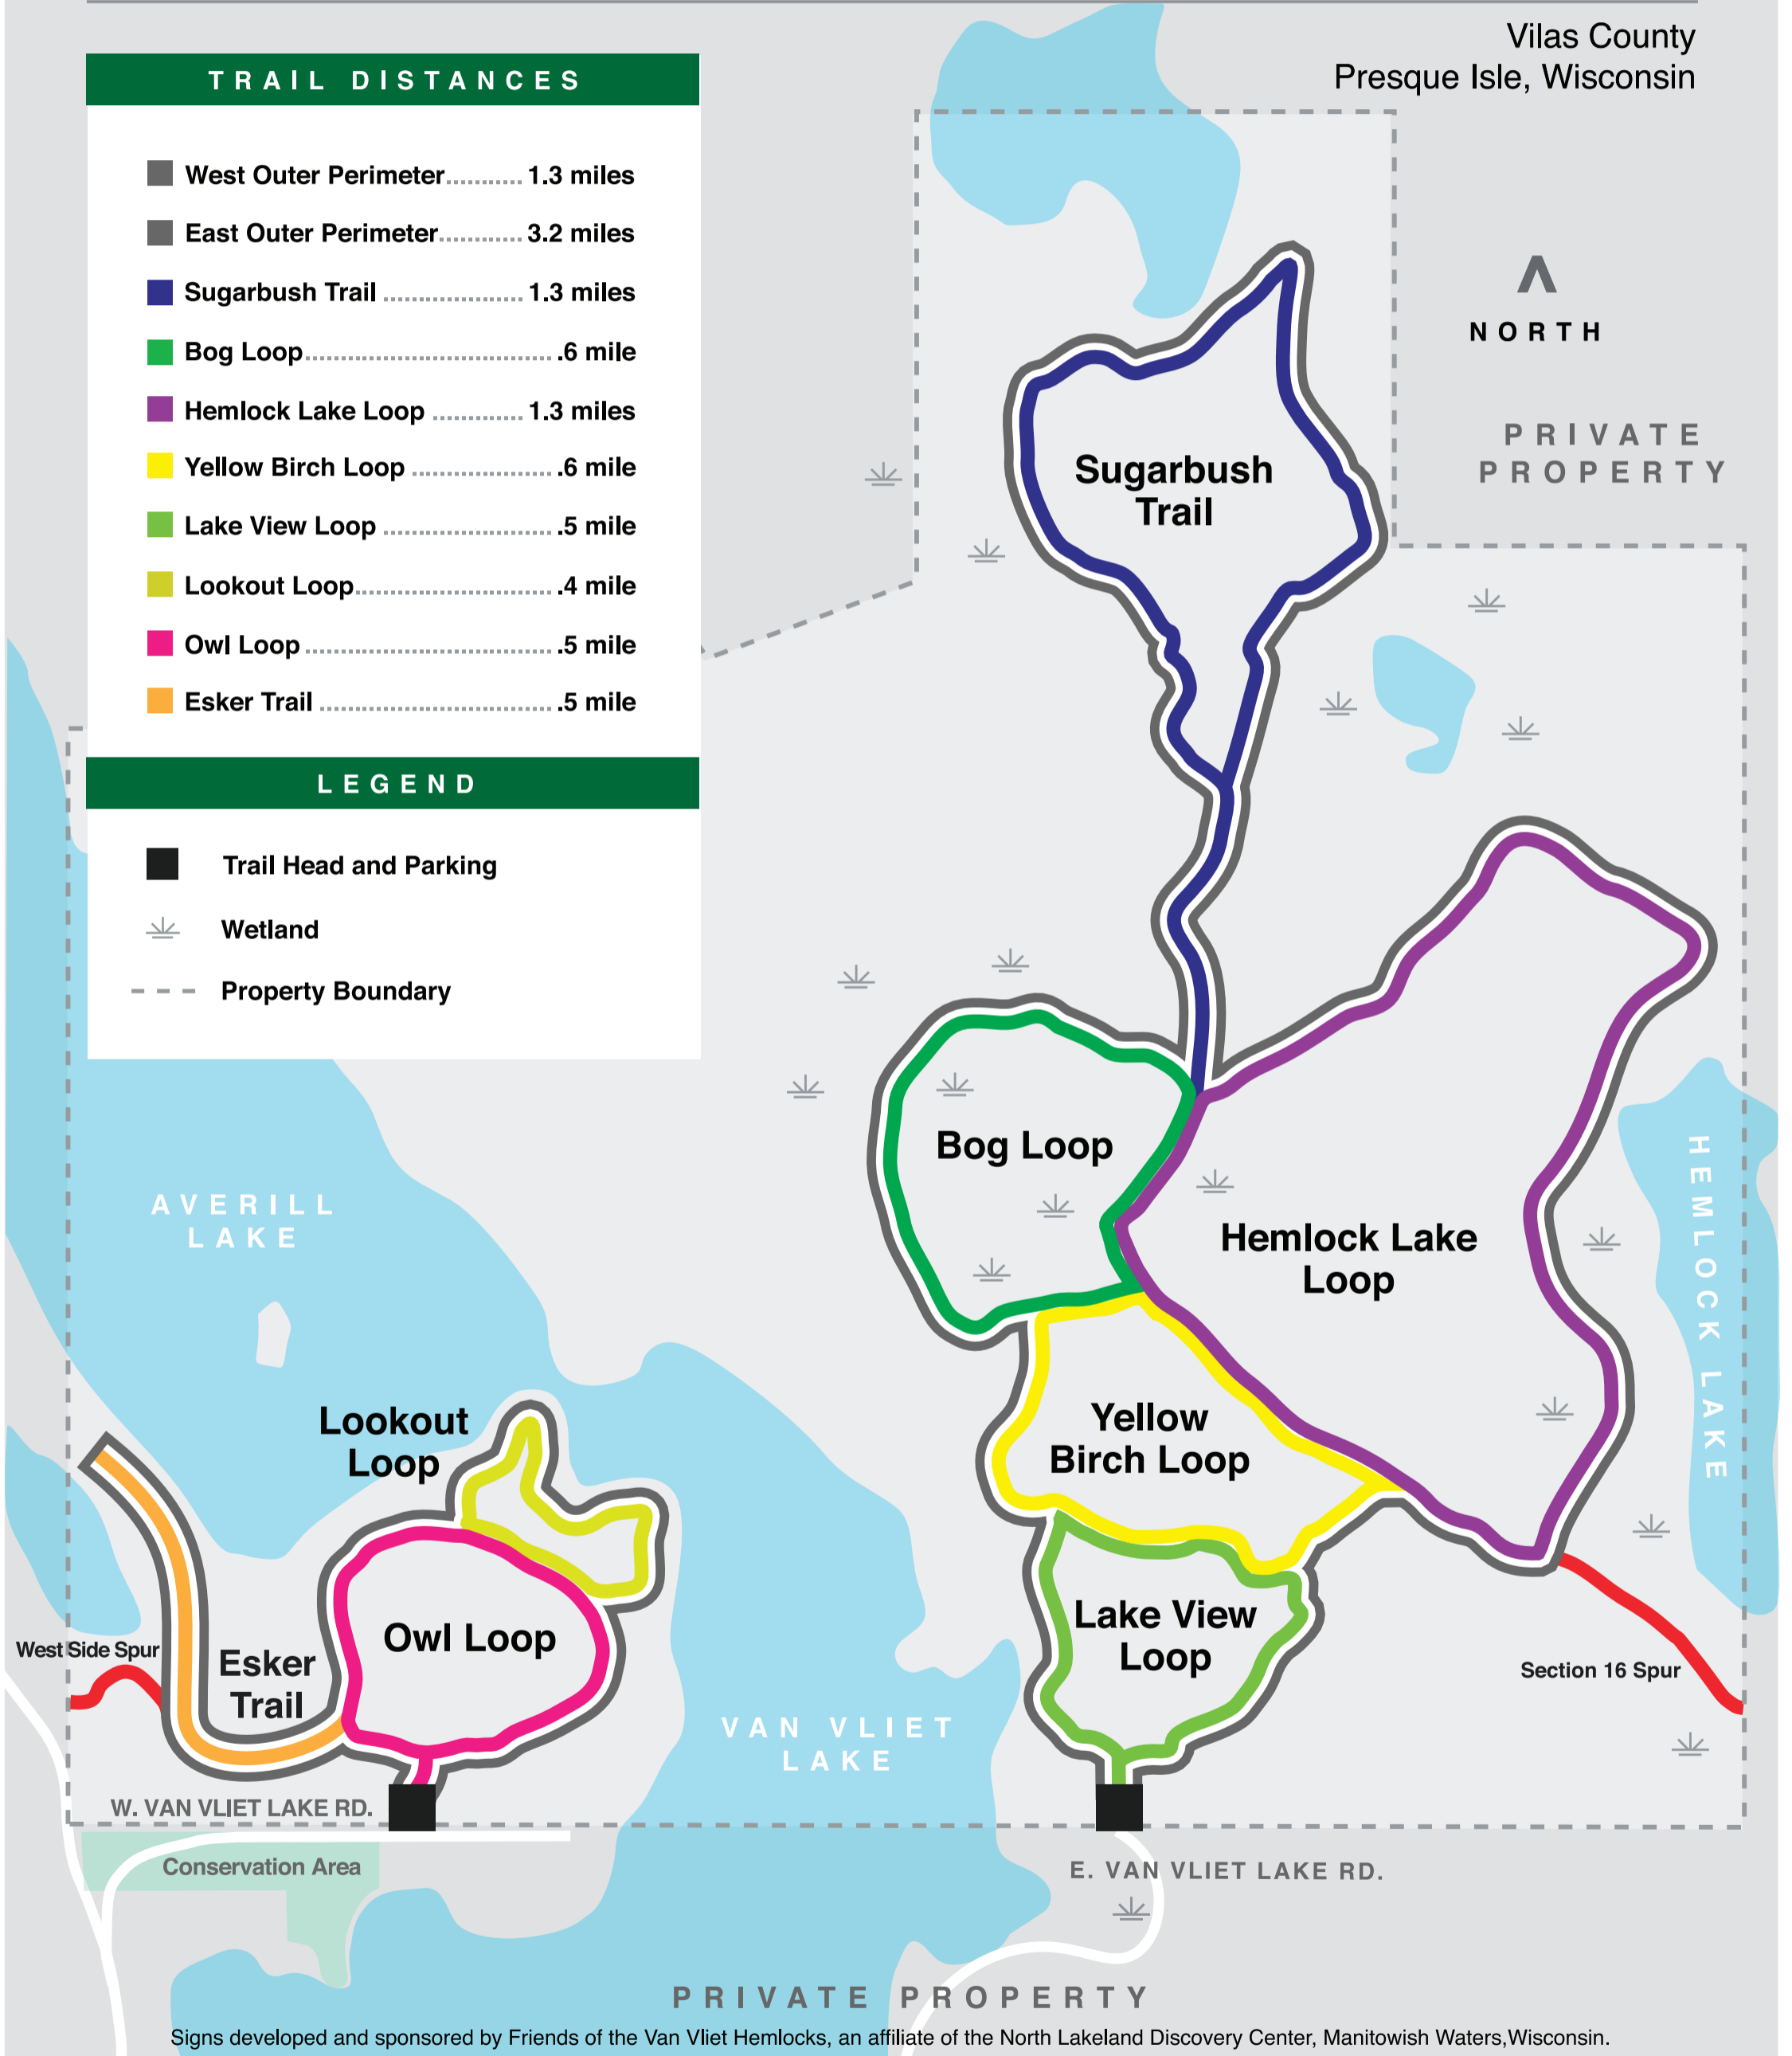 Vilas County
Presque Isle, Wisconsin
TRAIL DISTANCES
West Outer Perimeter........... 1.3 miles
East Outer Perimeter............ 3.2 miles
Sugarbush Trail .................... 1.3 miles
Bog Loop................................... .6 mile
Hemlock Lake Loop ............. 1.3 miles
Yellow Birch Loop .................... .6 mile
Lake View Loop ........................ .5 mile
Lookout Loop............................ .4 mile
Owl Loop ................................... .5 mile
Esker Trail ................................. .5 mile
LEGEND
Trail Head and Parking
Wetland
Property Boundary
NORTH
PRIVATE
PROPERTY
Sugarbush
Trail
Bog Loop
Hemlock Lake
Loop
HEMLOCK LAKE
AVERILL
LAKE
Lookout
Loop
Yellow
Birch Loop
Owl Loop
Lake View
Loop
West Side Spur
Esker
Trail
Section 16 Spur
VAN VLIET
LAKE
W. VAN VLIET LAKE RD.
Conservation Area
E. VAN VLIET LAKE RD.
PRIVATE PROPERTY
Signs developed and sponsored by Friends of the Van Vliet Hemlocks, an affiliate of the North Lakeland Discovery Center, Manitowish Waters,Wisconsin.